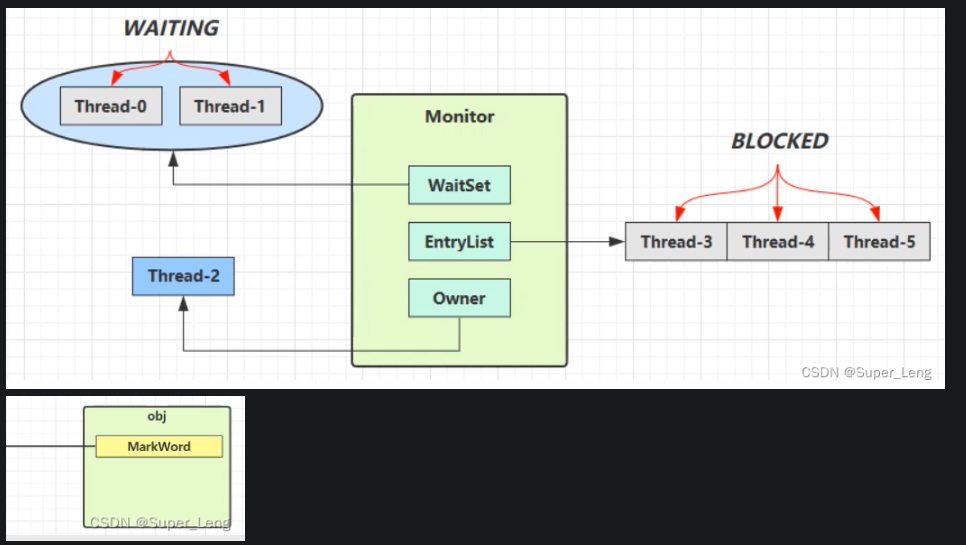 WAITING
Thread-0
Thread-1
Monitor
WaitSet
EntryList
Owner
Thread-2
BLOCKED
Thread-3
Thread-4
Thread-5
CSDN @Super_Leng
obj
MarkWord
CSDN @Super_Leng